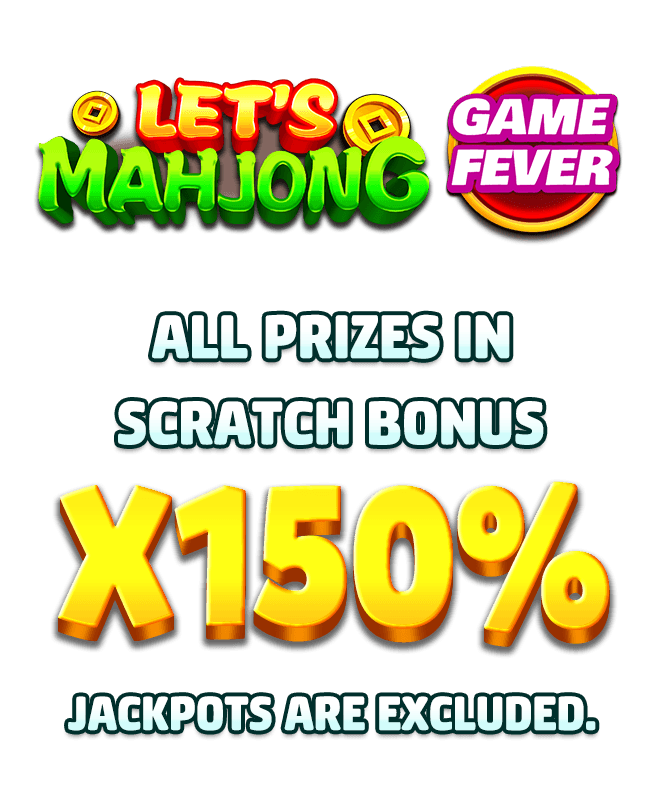 LET'S
MAHJONG
GAME
FEVER
ALL PRIZES IN
SCRATCH BONUS
X150%
JACKPOTS ARE EXCLUDED.